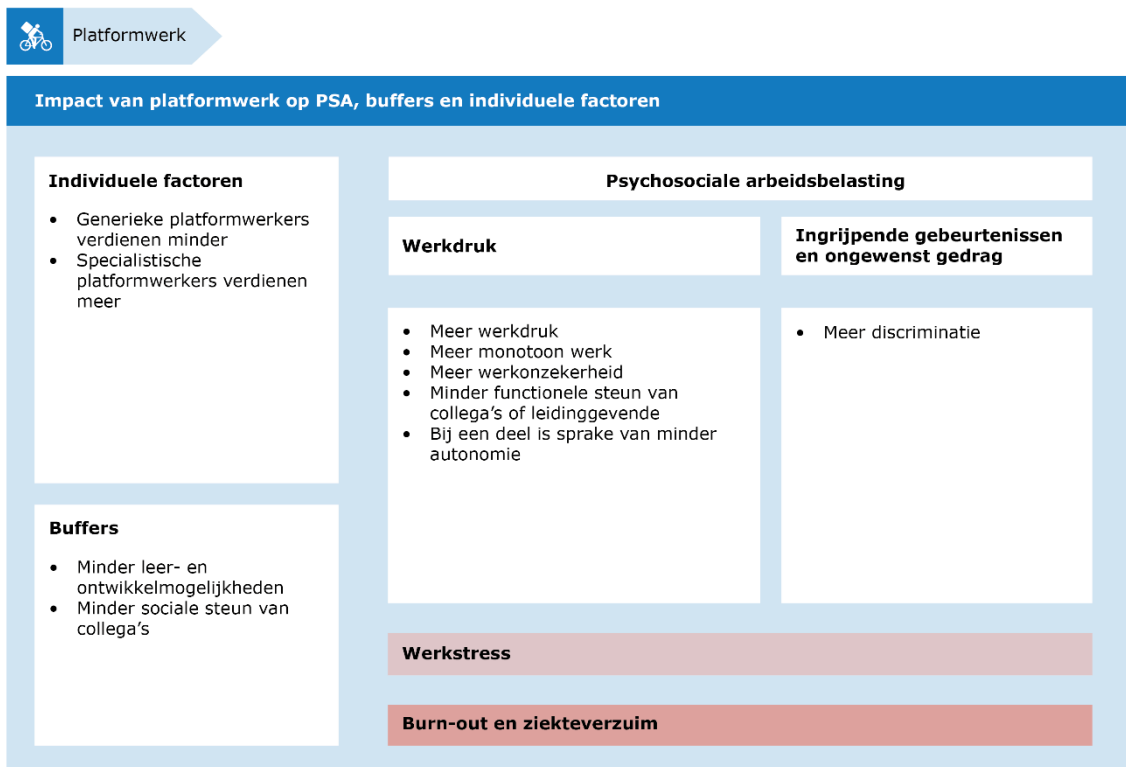 Platformwerk
Impact van platformwerk op PSA, buffers en individuele factoren
Individuele factoren
• Generieke platformwerkers
verdienen minder
• Specialistische
platformwerkers verdienen
meer
Buffers
• Minder leer- en
ontwikkelmogelijkheden
• Minder sociale steun van
collega's
Psychosociale arbeidsbelasting
Werkdruk
• Meer werkdruk
• Meer monotoon werk
• Meer werkonzekerheid
• Minder functionele steun van
collega's of leidinggevende
• Bij een deel is sprake van minder
autonomie
Ingrijpende gebeurtenissen
en ongewenst gedrag
• Meer discriminatie
Werkstress
Burn-out en ziekteverzuim